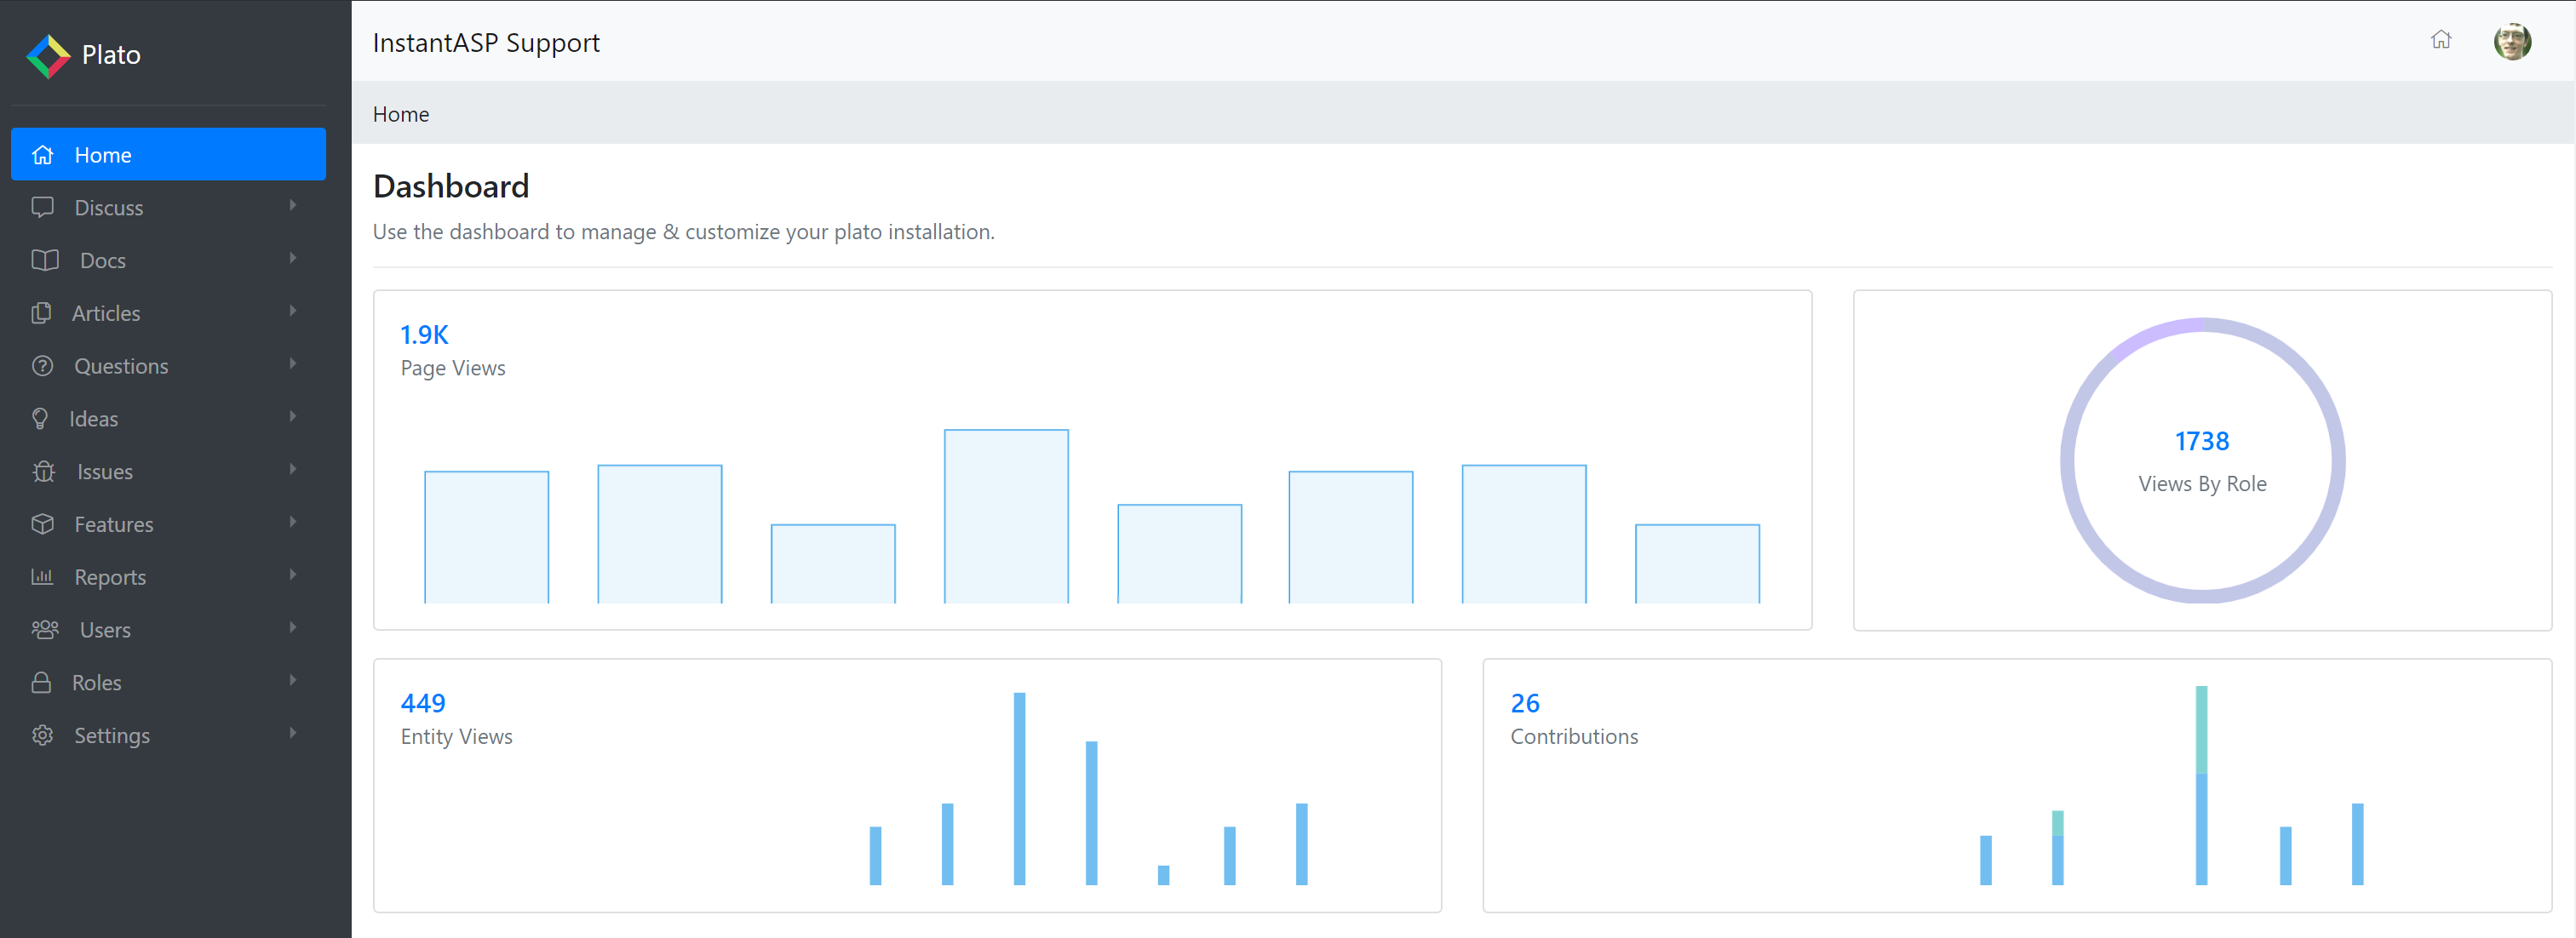 Plato
Home
Discuss
Docs
Articles
Questions
Ideas
Issues
Features
Reports
Users
Roles
Settings
InstantASP Support
Home
Dashboard
Use the dashboard to manage & customize your plato installation.
1.9K
Page Views
1738
Views By Role
449
Entity Views
26
Contributions